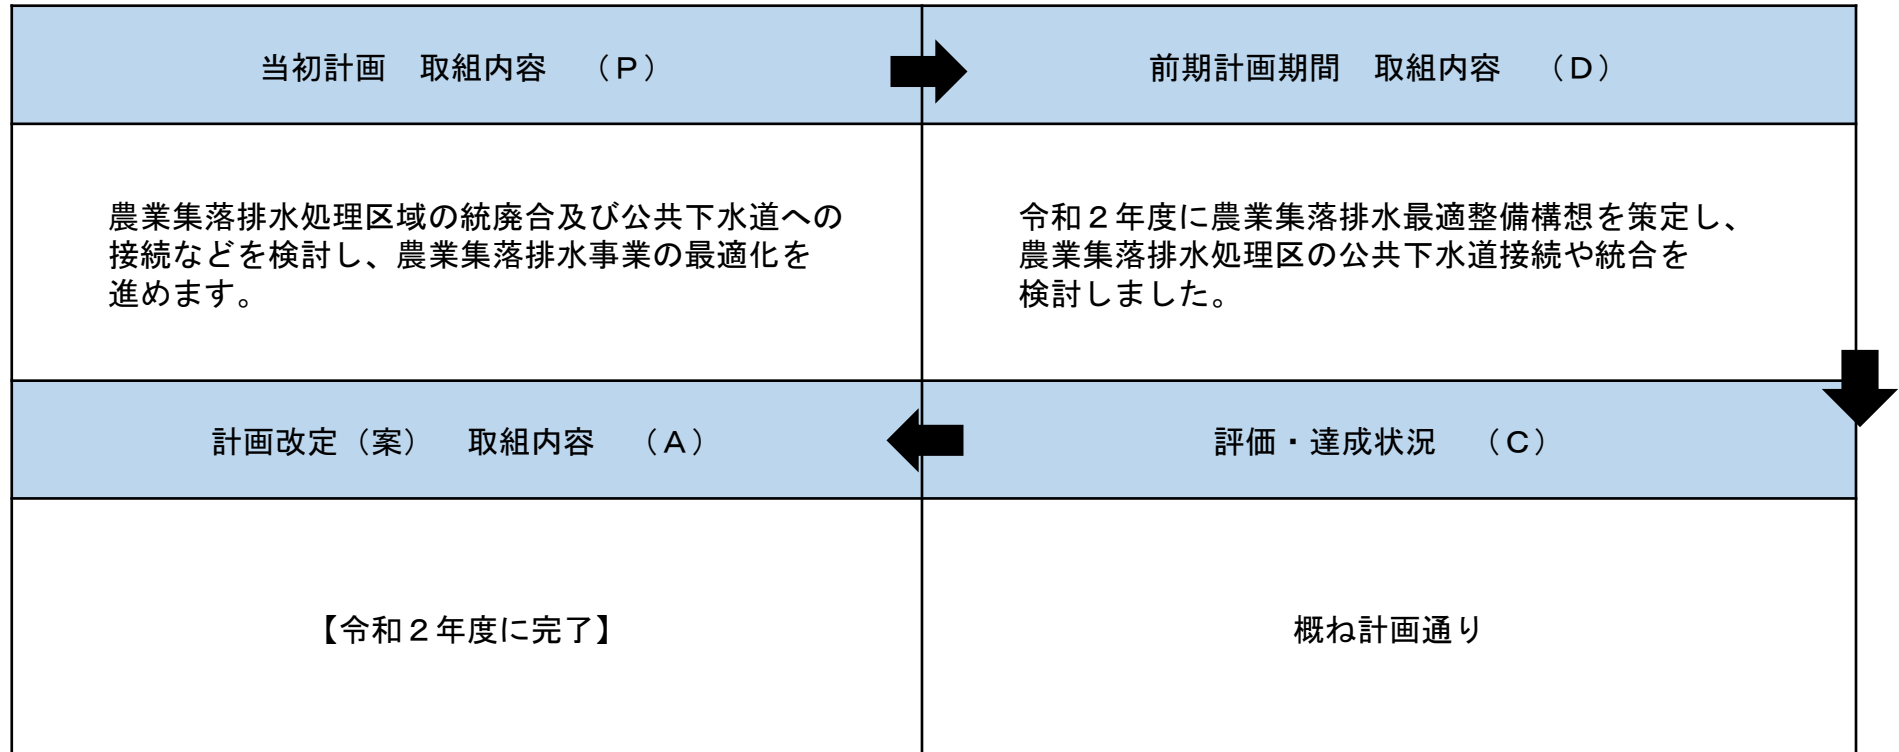 当初計画　取組内容　（Ｐ）
前期計画期間　取組内容　（Ｄ）
農業集落排水処理区域の統廃合及び公共下水道への
接続などを検討し、農業集落排水事業の最適化を
進めます。
令和２年度に農業集落排水最適整備構想を策定し、
農業集落排水処理区の公共下水道接続や統合を
検討しました。
計画改定（案）　取組内容　（Ａ）
評価・達成状況　（Ｃ）
【令和２年度に完了】
概ね計画通り